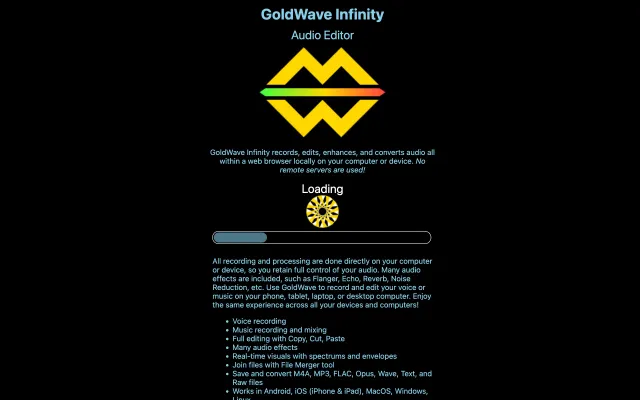 GoldWave Infinity
Audio Editor
GoldWave Infinity records, edits, enhances, and converts audio all
within a web browser locally on your computer or device. No
remote servers are used!
Loading
All recording and processing are done directly on your computer
or device, so you retain full control of your audio. Many audio
effects are included, such as Flanger, Echo, Reverb, Noise
Reduction, etc. Use GoldWave to record and edit your voice or
music on your phone, tablet, laptop, or desktop computer. Enjoy
the same experience across all your devices and computers!
• Voice recording
• Music recording and mixing
• Full editing with Copy, Cut, Paste
• Many audio effects
• Real-time visuals with spectrums and envelopes
• Join files with File Merger tool
• Save and convert M4A, MP3, FLAC, Opus, Wave, Text, and
Raw files
• Works in Android, iOS (iPhone & iPad), MacOS, Windows,
Linux